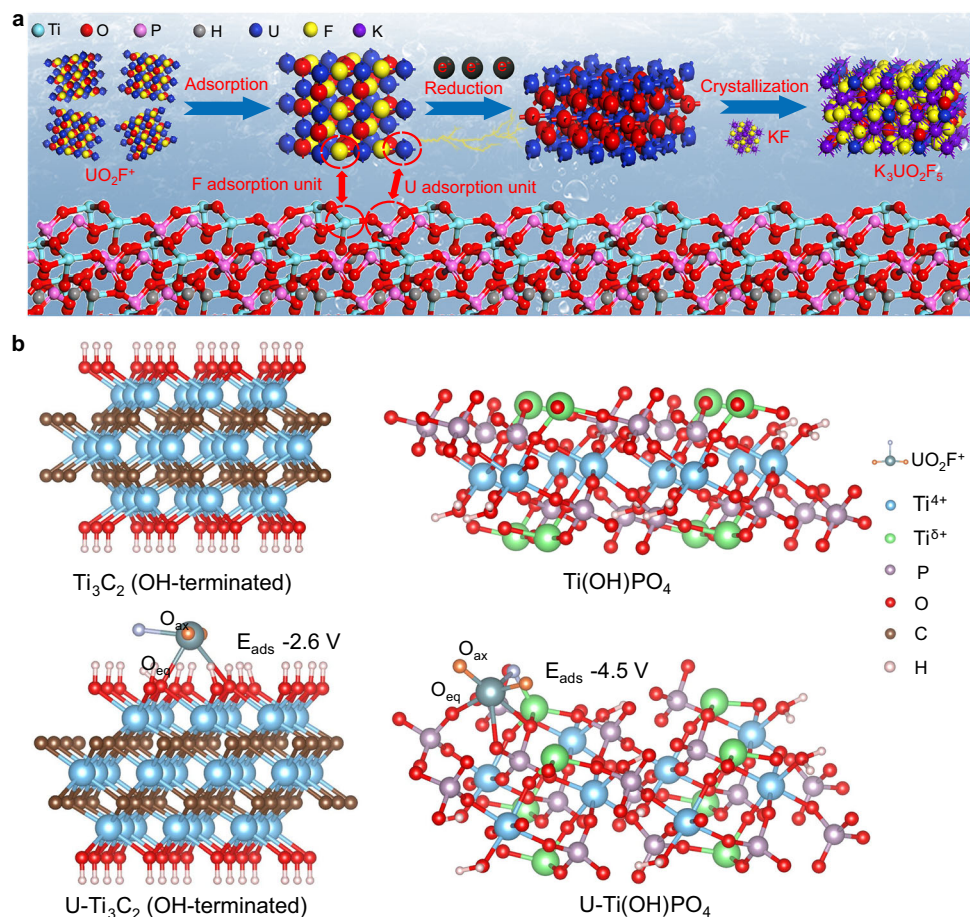 a
Ti O P H U F K
Adsorption
Reduction
Crystallization
KF
UO₂F⁺
K₃UO₂F₅
F adsorption unit
U adsorption unit
b
UO₂F⁺
Ti⁴⁺
Tiᵟ⁺
P
O
C
H
Ti₃C₂ (OH-terminated)
Ti(OH)PO₄
Oax
Oeq
Eads -2.6 V
Oax
Oeq
Eads -4.5 V
U-Ti₃C₂ (OH-terminated)
U-Ti(OH)PO₄